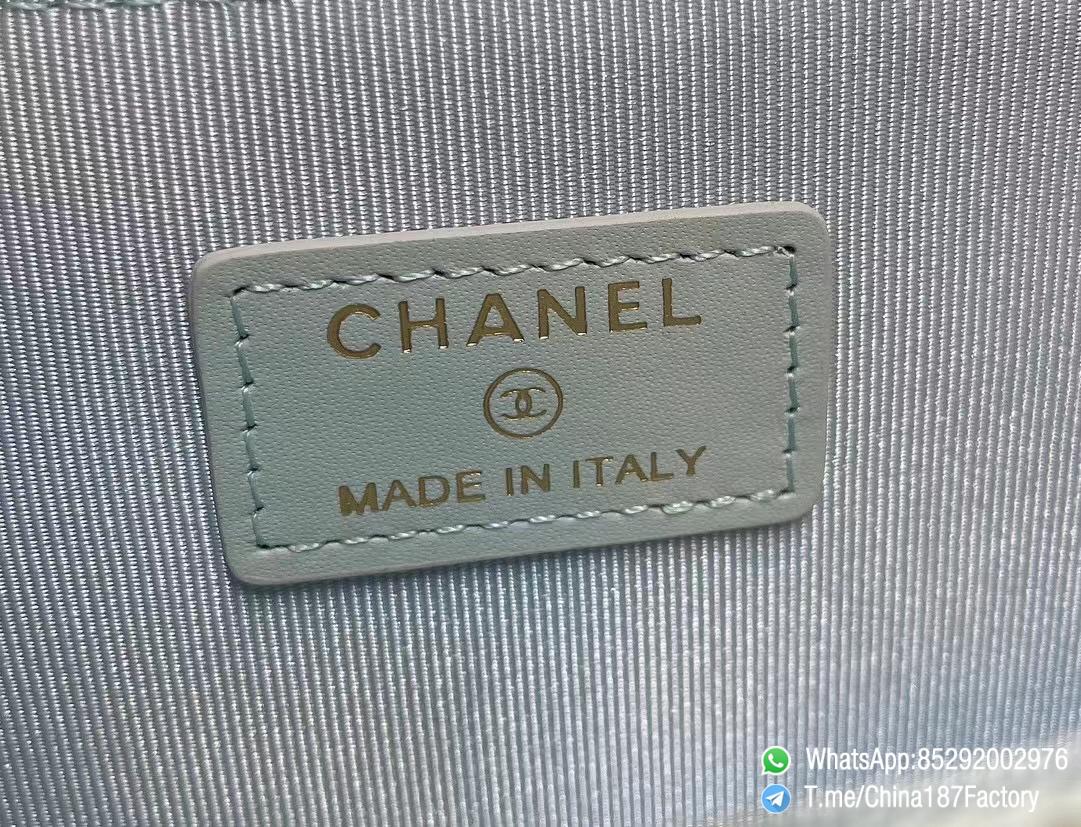 CHANEL
MADE IN ITALY
WhatsApp:85292002976
T.me/China187Factory